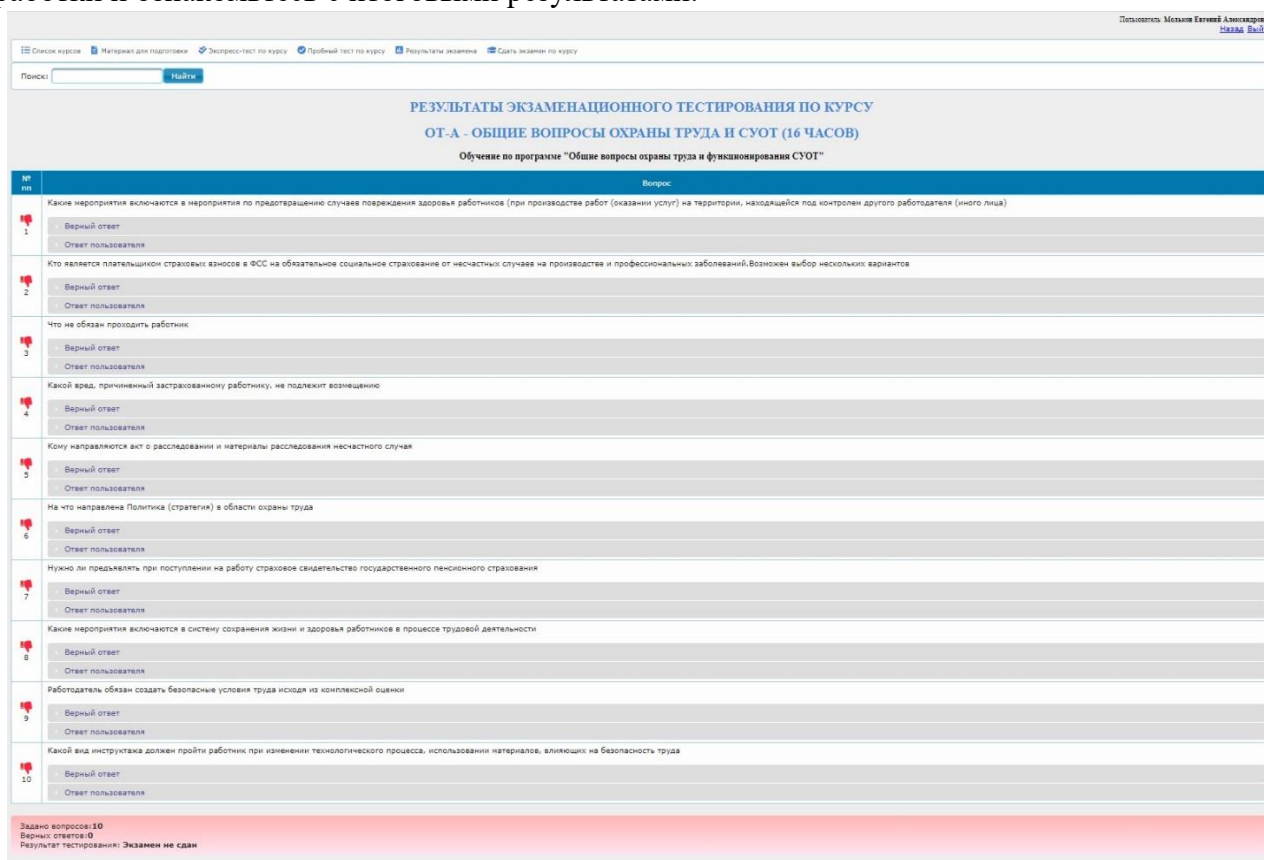 работки и ознакомьтесь с итоговыми результатами.
Пользователь: Мельков Евгений Александров
Назад Вый
Список курсов Материал для подготовки Экспресс-тест по курсу Пробный тест по курсу Результаты экзамена Сдать экзамен по курсу
Поиск: Найти
РЕЗУЛЬТАТЫ ЭКЗАМЕНАЦИОННОГО ТЕСТИРОВАНИЯ ПО КУРСУ
ОТ-А - ОБЩИЕ ВОПРОСЫ ОХРАНЫ ТРУДА И СУОТ (16 ЧАСОВ)
Обучение по программе "Общие вопросы охраны труда и функционирования СУОТ"
№ пп Вопрос
Какие мероприятия включаются в мероприятия по предотвращению случаев повреждения здоровья работников (при производстве работ (оказании услуг) на территории, находящейся под контролем другого работодателя (иного лица)
1
Верный ответ
Ответ пользователя
Кто является плательщиком страховых взносов в ФСС на обязательное социальное страхование от несчастных случаев на производстве и профессиональных заболеваний.Возможен выбор нескольких вариантов
2
Верный ответ
Ответ пользователя
Что не обязан проходить работник
3
Верный ответ
Ответ пользователя
Какой вред, причиненный застрахованному работнику, не подлежит возмещению
4
Верный ответ
Ответ пользователя
Кому направляются акт о расследовании и материалы расследования несчастного случая
5
Верный ответ
Ответ пользователя
На что направлена Политика (стратегия) в области охраны труда
6
Верный ответ
Ответ пользователя
Нужно ли предъявлять при поступлении на работу страховое свидетельство государственного пенсионного страхования
7
Верный ответ
Ответ пользователя
Какие мероприятия включаются в систему сохранения жизни и здоровья работников в процессе трудовой деятельности
8
Верный ответ
Ответ пользователя
Работодатель обязан создать безопасные условия труда исходя из комплексной оценки
9
Верный ответ
Ответ пользователя
Какой вид инструктажа должен пройти работник при изменении технологического процесса, использовании материалов, влияющих на безопасность труда
10
Верный ответ
Ответ пользователя
Задано вопросов:10
Верных ответов:0
Результат тестирования: Экзамен не сдан